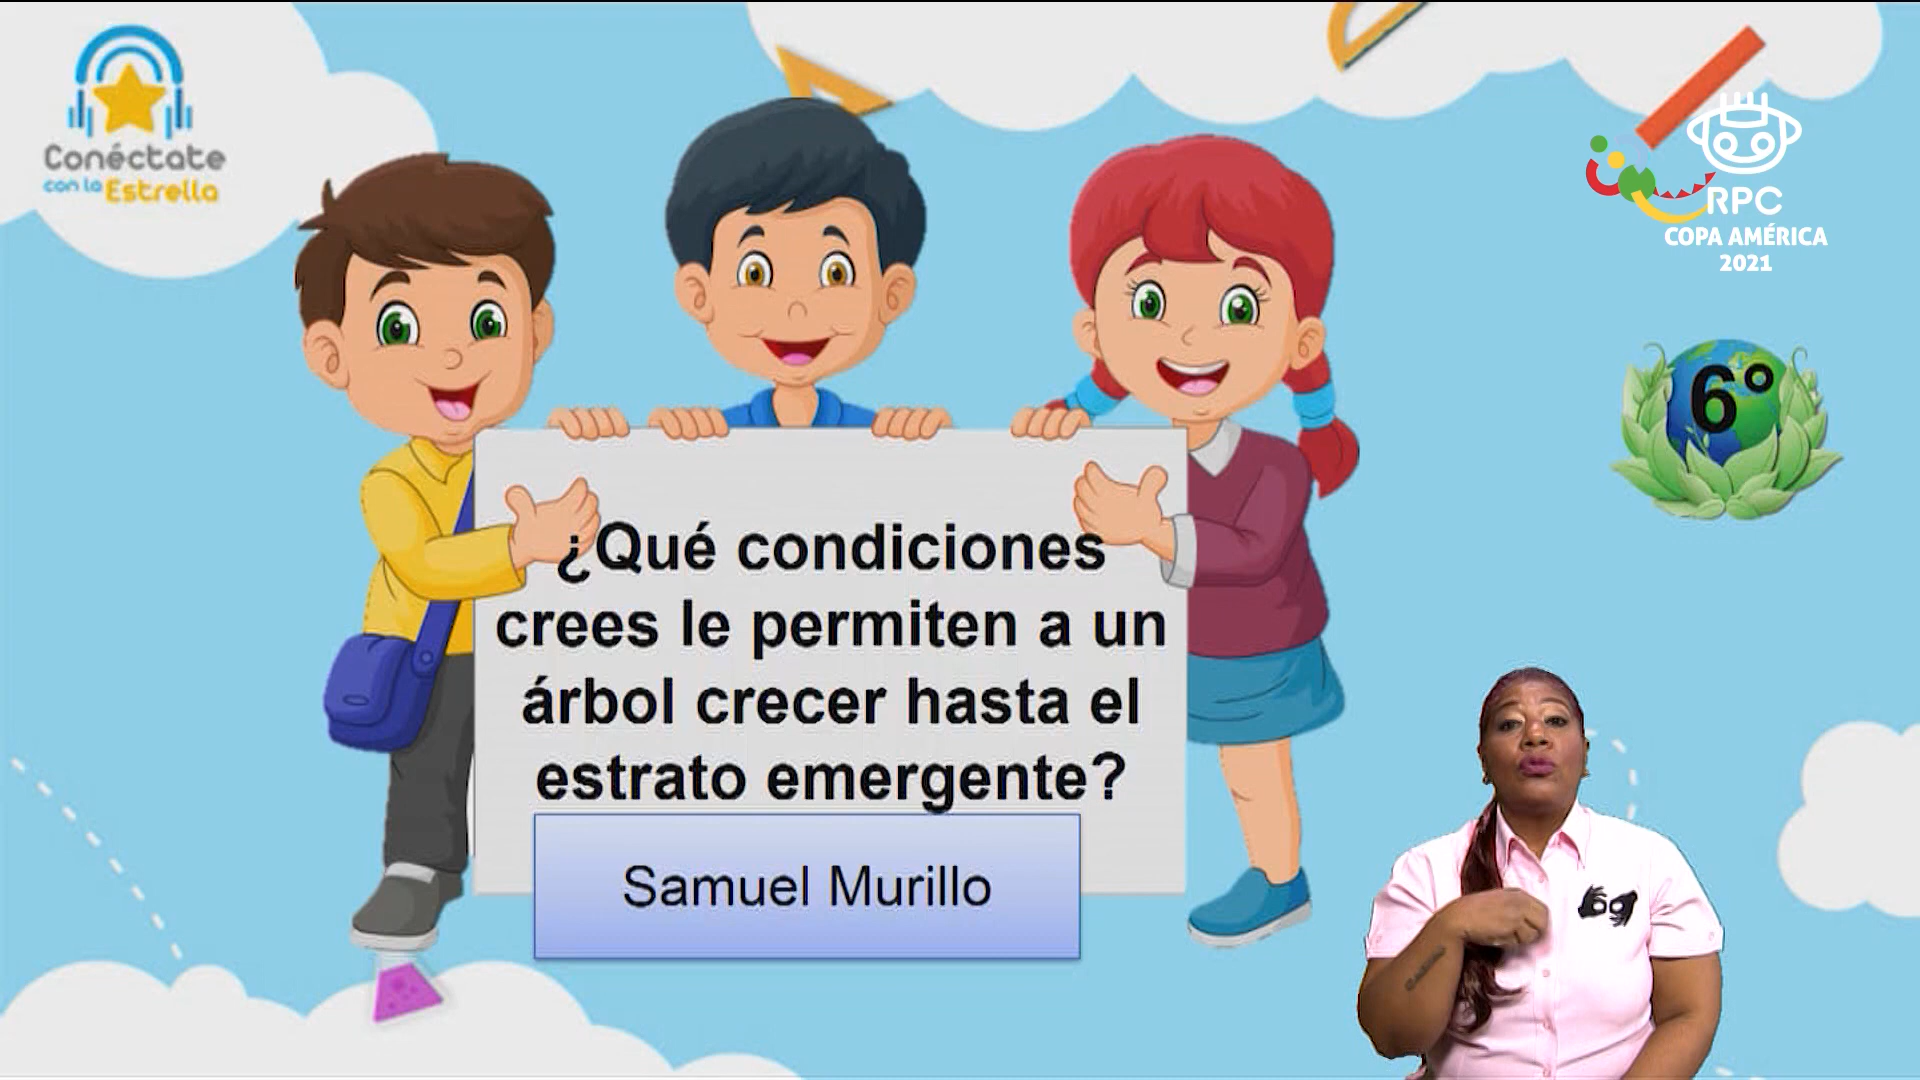 Conéctate
con la Estrella
RPC
COPA AMÉRICA
2021
6°
¿Qué condiciones
crees le permiten a un
árbol crecer hasta el
estrato emergente?
Samuel Murillo